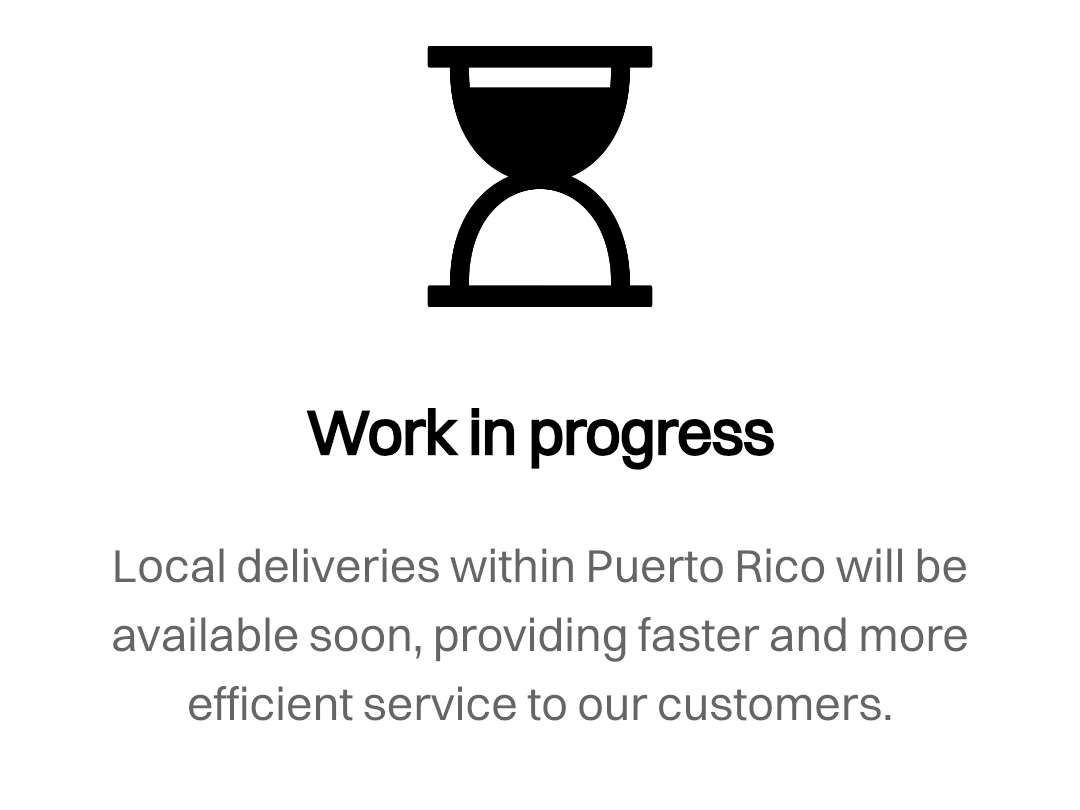 Work in progress
Local deliveries within Puerto Rico will be
available soon, providing faster and more
efficient service to our customers.